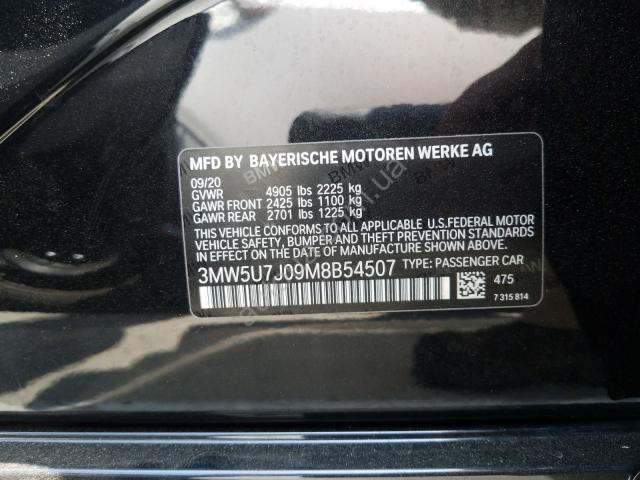 MFD BY BAYERISCHE MOTOREN WERKE AG
09/20
GVWR 4905 lbs 2225 kg
GAWR FRONT 2425 lbs 1100 kg
GAWR REAR 2701 lbs 1225 kg
THIS VEHICLE CONFORMS TO ALL APPLICABLE U.S.FEDERAL MOTOR
VEHICLE SAFETY, BUMPER, AND THEFT PREVENTION STANDARDS
IN EFFECT ON THE DATE OF MANUFACTURE SHOWN ABOVE.
3MW5U7J09M8B54507 TYPE: PASSENGER CAR
475
7 315 814